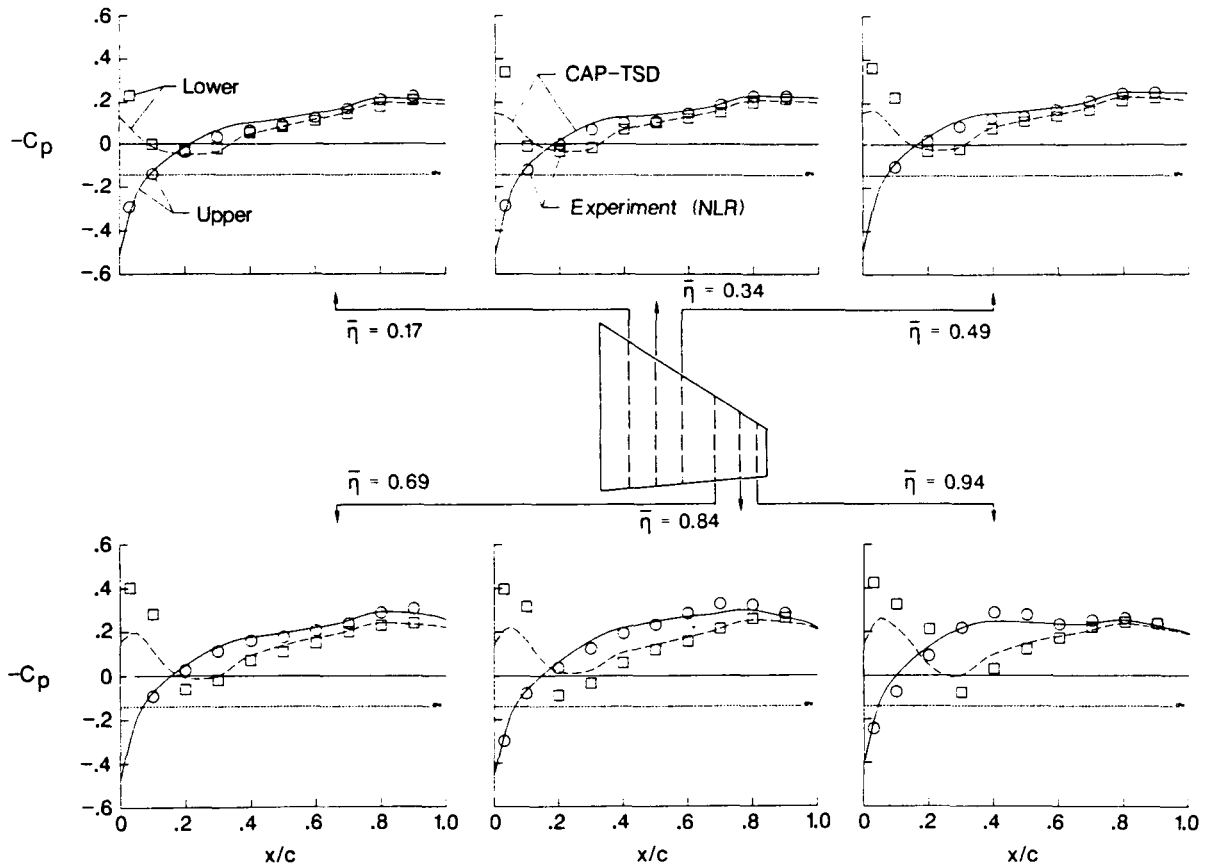 .6
.4
.2
0
-.2
-.4
-.6
-Cp
Lower
Upper
CAP-TSD
Experiment (NLR)
η̄ = 0.17
η̄ = 0.34
η̄ = 0.49
η̄ = 0.69
η̄ = 0.84
η̄ = 0.94
.6
.4
.2
0
-.2
-.4
-.6
-Cp
0 .2 .4 .6 .8 1.0
x/c
0 .2 .4 .6 .8 1.0
x/c
0 .2 .4 .6 .8 1.0
x/c